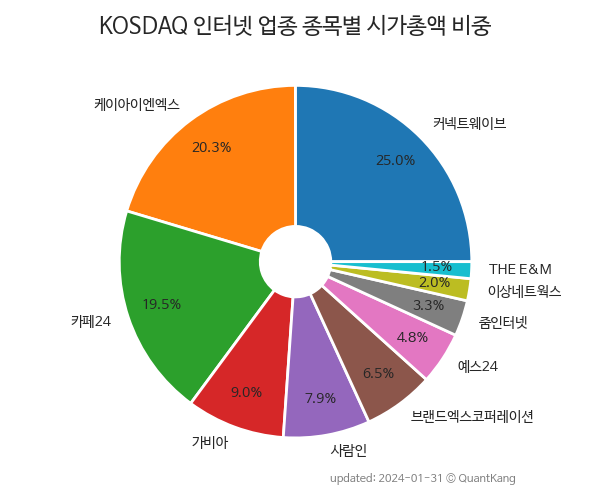 KOSDAQ 인터넷 업종 종목별 시가총액 비중
커넥트웨이브
25.0%
케이아이엔엑스
20.3%
카페24
19.5%
가비아
9.0%
사람인
7.9%
브랜드엑스코퍼레이션
6.5%
예스24
4.8%
줌인터넷
3.3%
이상네트웍스
2.0%
THE E&M
1.5%
updated: 2024-01-31 © QuantKang